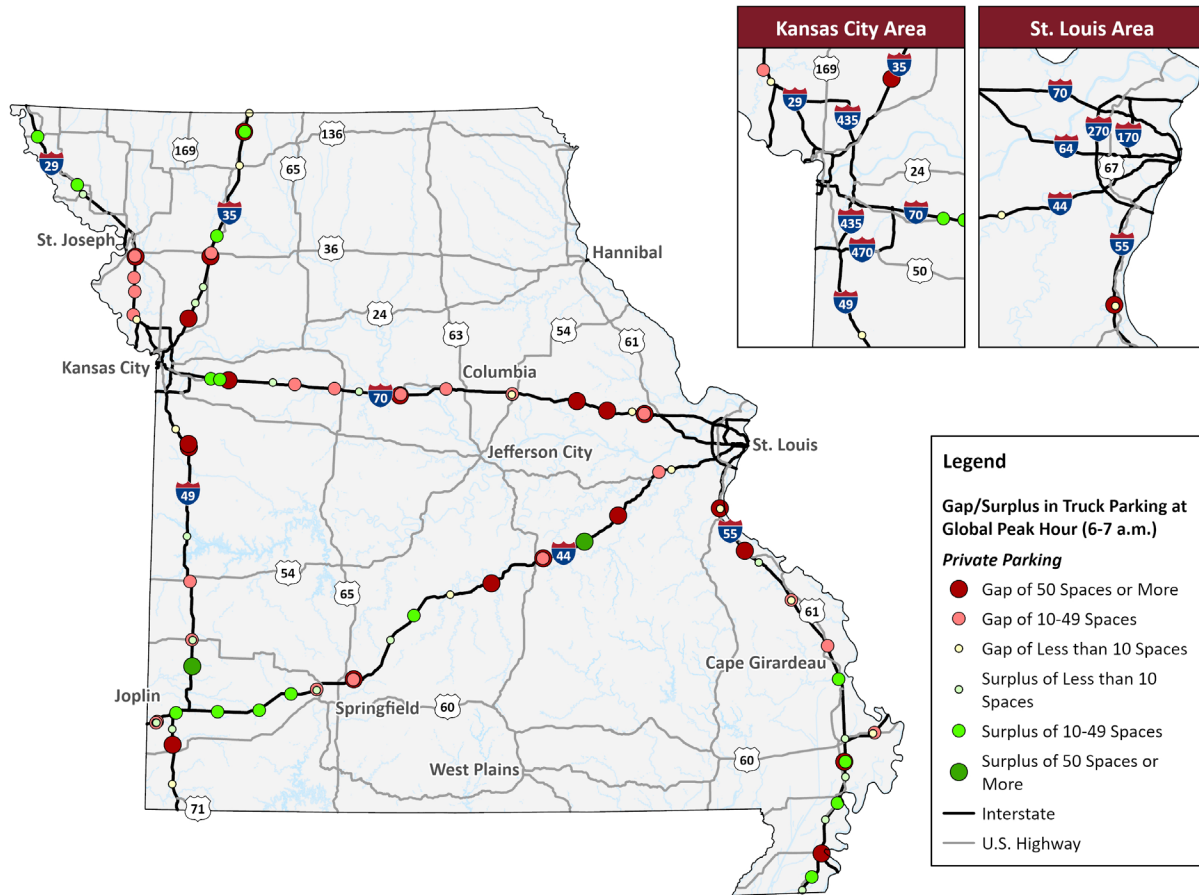 Kansas City Area
St. Louis Area
169
35
29
435
24
70
435
470
50
49
70
270
170
64
67
44
55
136
169
65
29
35
St. Joseph
36
Hannibal
24
63
54
61
Kansas City
Columbia
70
Jefferson City
St. Louis
49
44
55
54
65
61
Cape Girardeau
Joplin
Springfield
60
West Plains
60
71
Legend
Gap/Surplus in Truck Parking at
Global Peak Hour (6-7 a.m.)
Private Parking
Gap of 50 Spaces or More
Gap of 10-49 Spaces
Gap of Less than 10 Spaces
Surplus of Less than 10
Spaces
Surplus of 10-49 Spaces
Surplus of 50 Spaces or
More
Interstate
U.S. Highway